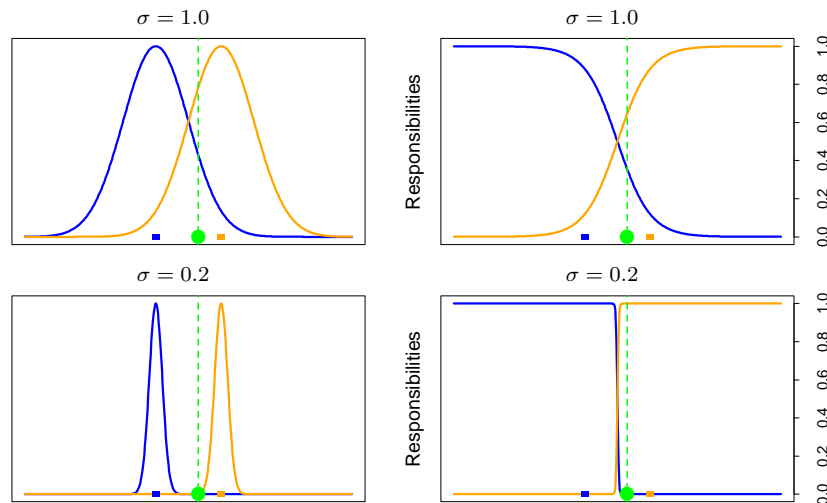 σ = 1.0
σ = 1.0
Responsibilities
0.0 0.2 0.4 0.6 0.8 1.0
σ = 0.2
σ = 0.2
Responsibilities
0.0 0.2 0.4 0.6 0.8 1.0